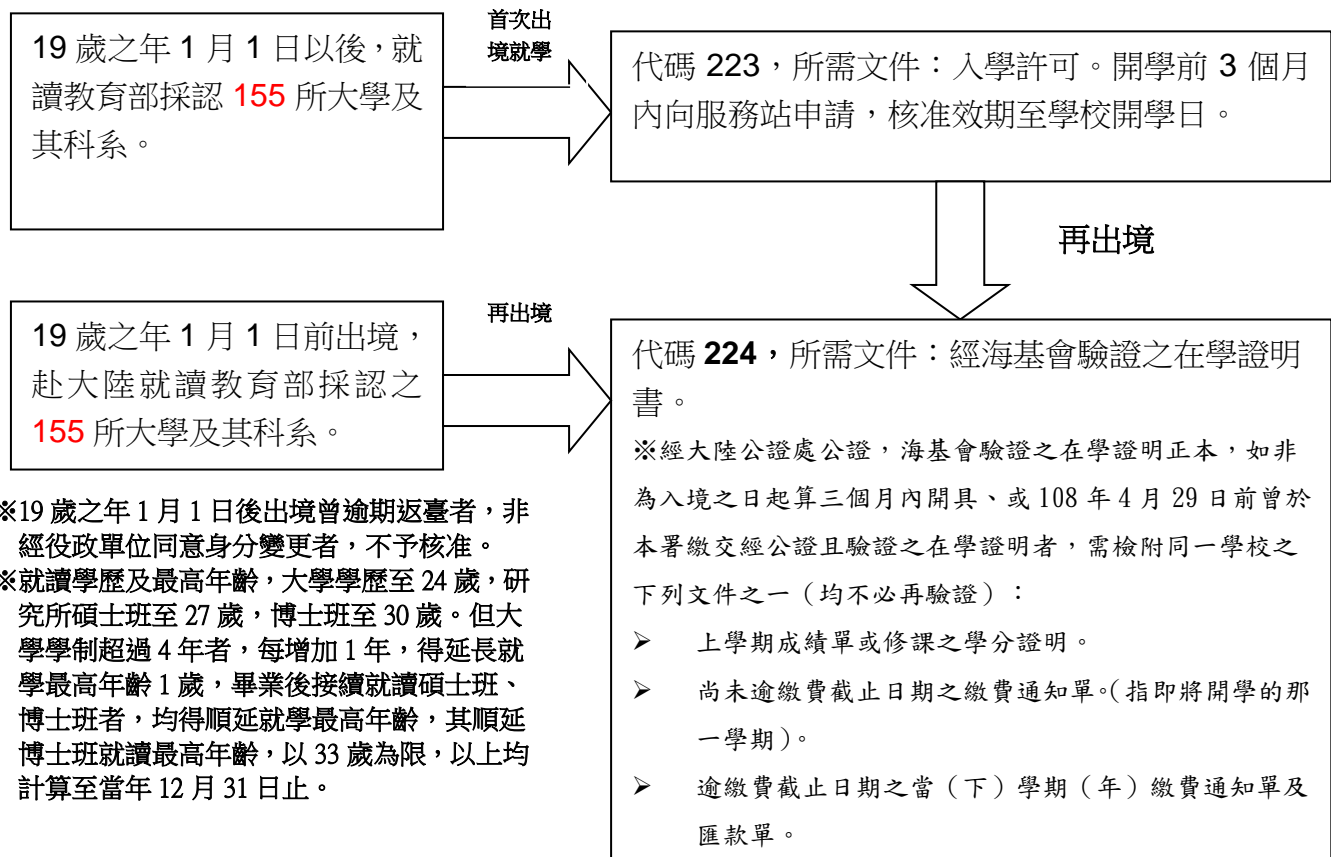 19 歲之年 1 月 1 日以後，就
讀教育部採認 155 所大學及
其科系。
首次出
境就學
代碼 223，所需文件：入學許可。開學前 3 個月
內向服務站申請，核准效期至學校開學日。
再出境
19 歲之年 1 月 1 日前出境，
赴大陸就讀教育部採認之
155 所大學及其科系。
再出境
代碼 224，所需文件：經海基會驗證之在學證明
書。
※經大陸公證處公證，海基會驗證之在學證明正本，如非
為入境之日起算三個月內開具、或 108 年 4 月 29 日前曾於
本署繳交經公證且驗證之在學證明者，需檢附同一學校之
下列文件之一（均不必再驗證）：
➢ 上學期成績單或修課之學分證明。
➢ 尚未逾繳費截止日期之繳費通知單。(指即將開學的那
一學期)。
➢ 逾繳費截止日期之當（下）學期（年）繳費通知單及
匯款單。
※19 歲之年 1 月 1 日後出境曾逾期返臺者，非
經役政單位同意身分變更者，不予核准。
※就讀學歷及最高年齡，大學學歷至 24 歲，研
究所碩士班至 27 歲，博士班至 30 歲。但大
學學制超過 4 年者，每增加 1 年，得延長就
學最高年齡 1 歲，畢業後接續就讀碩士班、
博士班者，均得順延就學最高年齡，其順延
博士班就讀最高年齡，以 33 歲為限，以上均
計算至當年 12 月 31 日止。